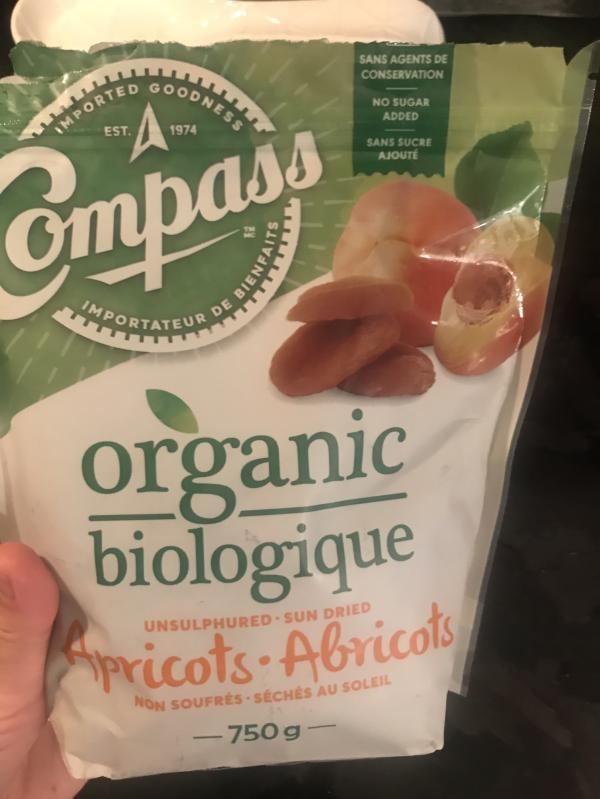 IMPORTED GOODNESS
EST. 1974
Compass
TM
MC
IMPORTATEUR DE BIENFAITS
SANS AGENTS DE
CONSERVATION
NO SUGAR
ADDED
SANS SUCRE
AJOUTÉ
organic
biologique
UNSULPHURED · SUN DRIED
Apricots · Abricots
NON SOUFRÉS · SÉCHÉS AU SOLEIL
— 750 g —